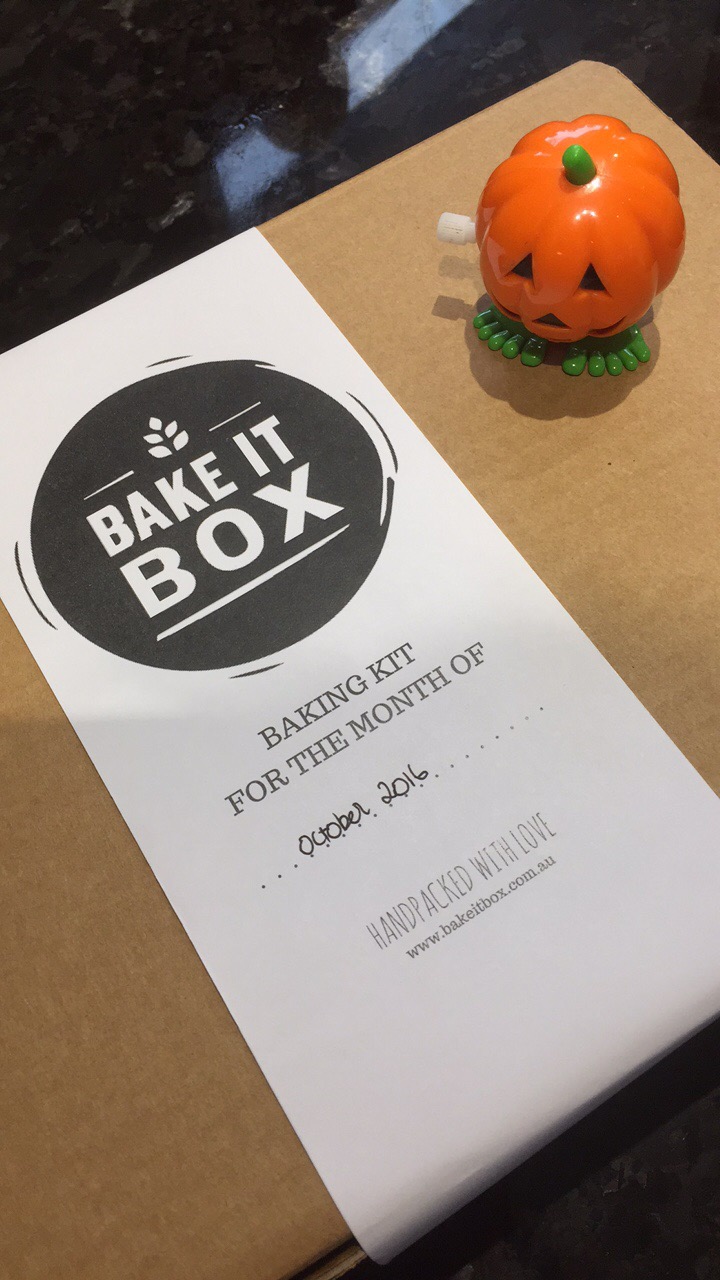 BAKE IT
BOX
BAKING KIT
FOR THE MONTH OF
...October 2016........
HANDPACKED WITH LOVE
www.bakeitbox.com.au